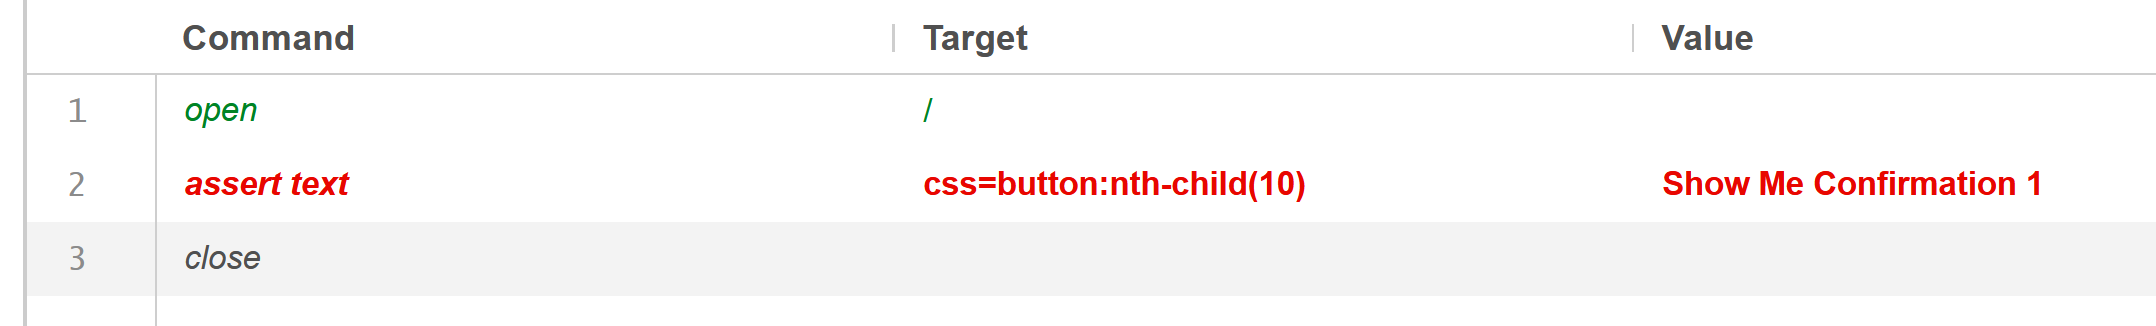 Command Target Value
1 open /
2 assert text css=button:nth-child(10) Show Me Confirmation 1
3 close